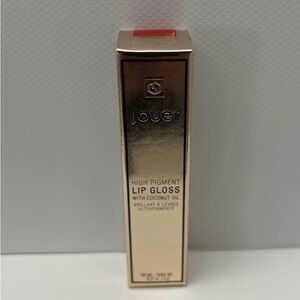 jouer
HIGH PIGMENT
LIP GLOSS
WITH COCONUT OIL
BRILLANT À LÈVRES
ULTRAPIGMENTÉ